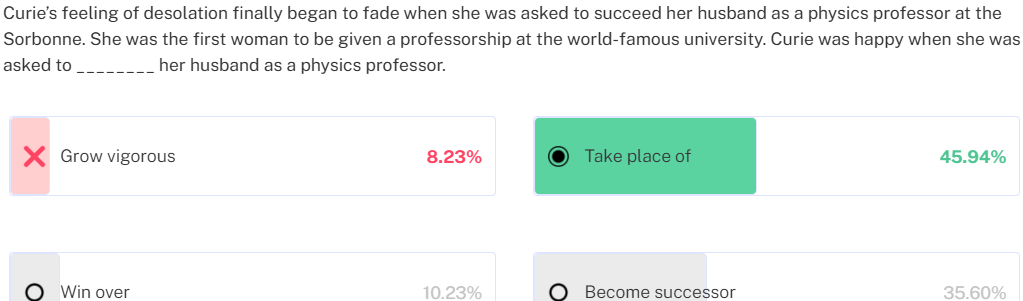 Curie's feeling of desolation finally began to fade when she was asked to succeed her husband as a physics professor at the
Sorbonne. She was the first woman to be given a professorship at the world-famous university. Curie was happy when she was
asked to ________ her husband as a physics professor.
Grow vigorous 8.23% Take place of 45.94%
Win over 10.23% Become successor 35.60%